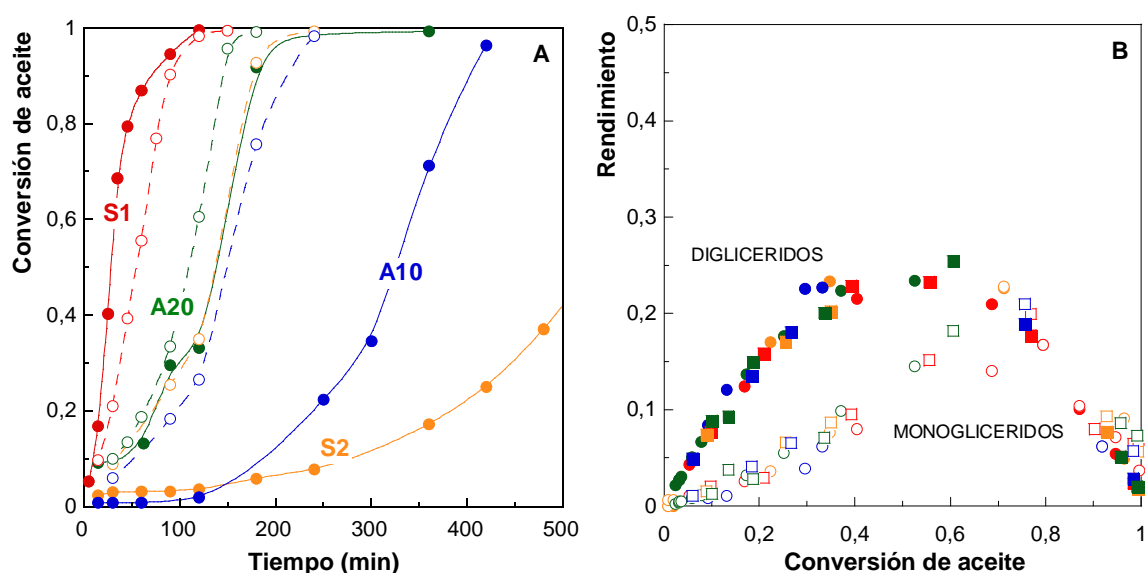 A
Conversión de aceite
1
0,8
0,6
0,4
0,2
0
S1
A20
A10
S2
0
100
200
300
400
500
Tiempo (min)
B
Rendimiento
0,5
0,4
0,3
0,2
0,1
0
DIGLICERIDOS
MONOGLICERIDOS
0
0,2
0,4
0,6
0,8
1
Conversión de aceite